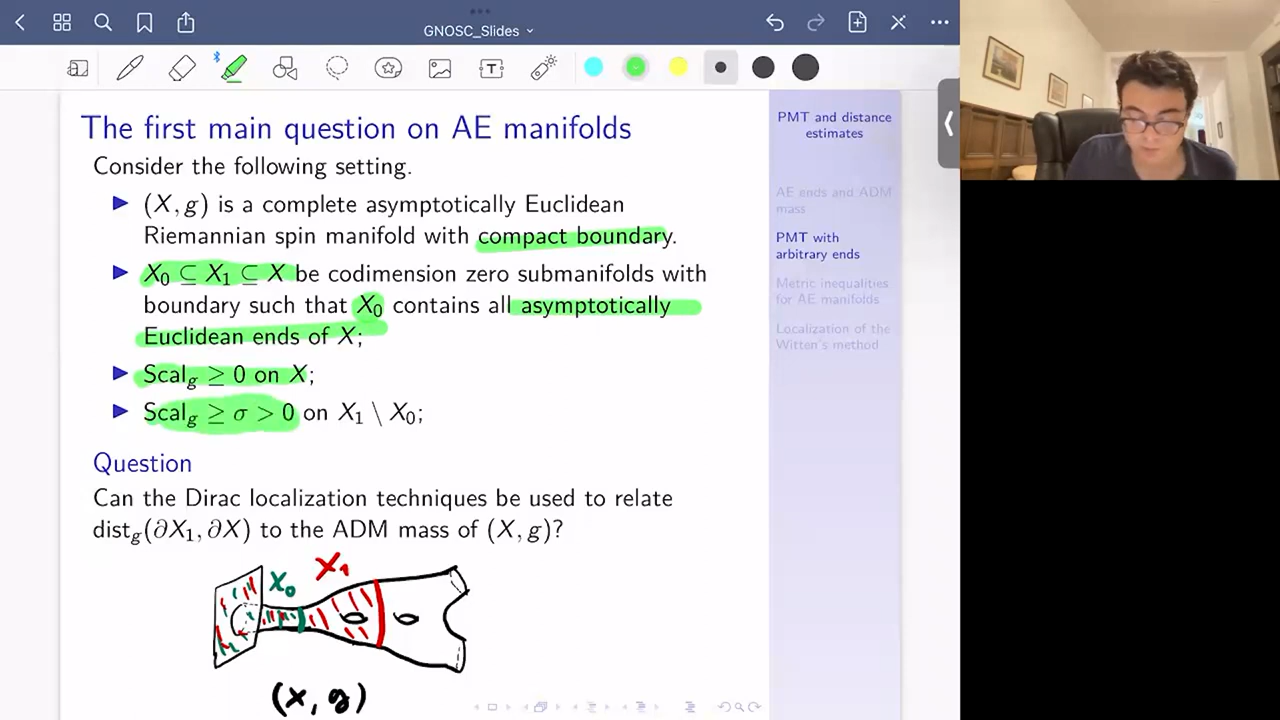 GNOSC_Slides
The first main question on AE manifolds
Consider the following setting.
(X, g) is a complete asymptotically Euclidean
Riemannian spin manifold with compact boundary.
X₀ ⊆ X₁ ⊆ X be codimension zero submanifolds with
boundary such that X₀ contains all asymptotically
Euclidean ends of X;
Scal_g ≥ 0 on X;
Scal_g ≥ σ > 0 on X₁ \ X₀;
Question
Can the Dirac localization techniques be used to relate
dist_g(∂X₁, ∂X) to the ADM mass of (X, g)?
X₀
X₁
(X, g)
PMT and distance
estimates
AE ends and ADM
mass
PMT with
arbitrary ends
Metric inequalities
for AE manifolds
Localization of the
Witten's method